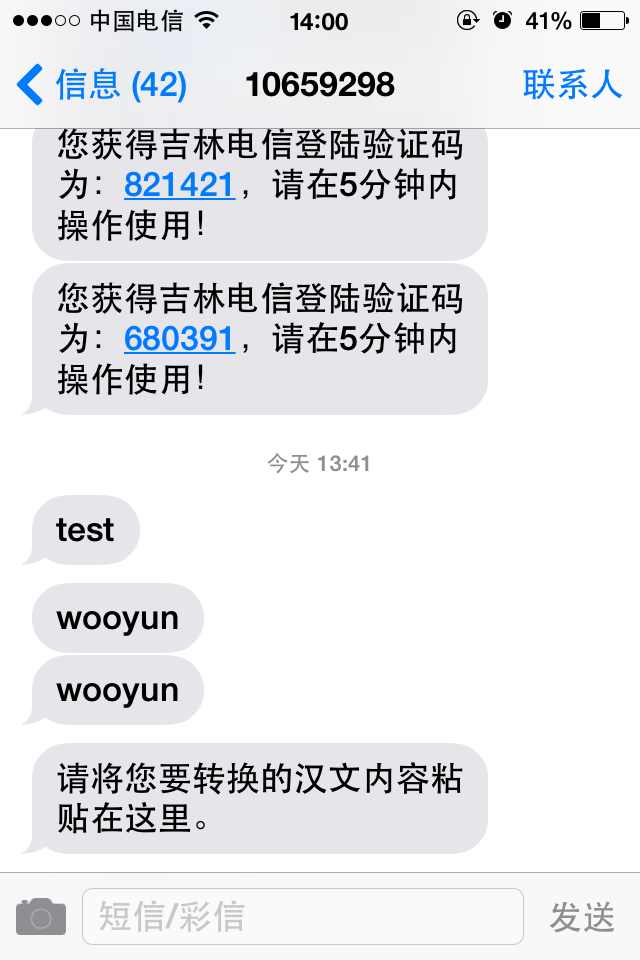 中国电信 14:00 41%
信息 (42) 10659298 联系人
您获得吉林电信登陆验证码
为：821421，请在5分钟内
操作使用！
您获得吉林电信登陆验证码
为：680391，请在5分钟内
操作使用！
今天 13:41
test
wooyun
wooyun
请将您要转换的汉文内容粘
贴在这里。
短信/彩信 发送